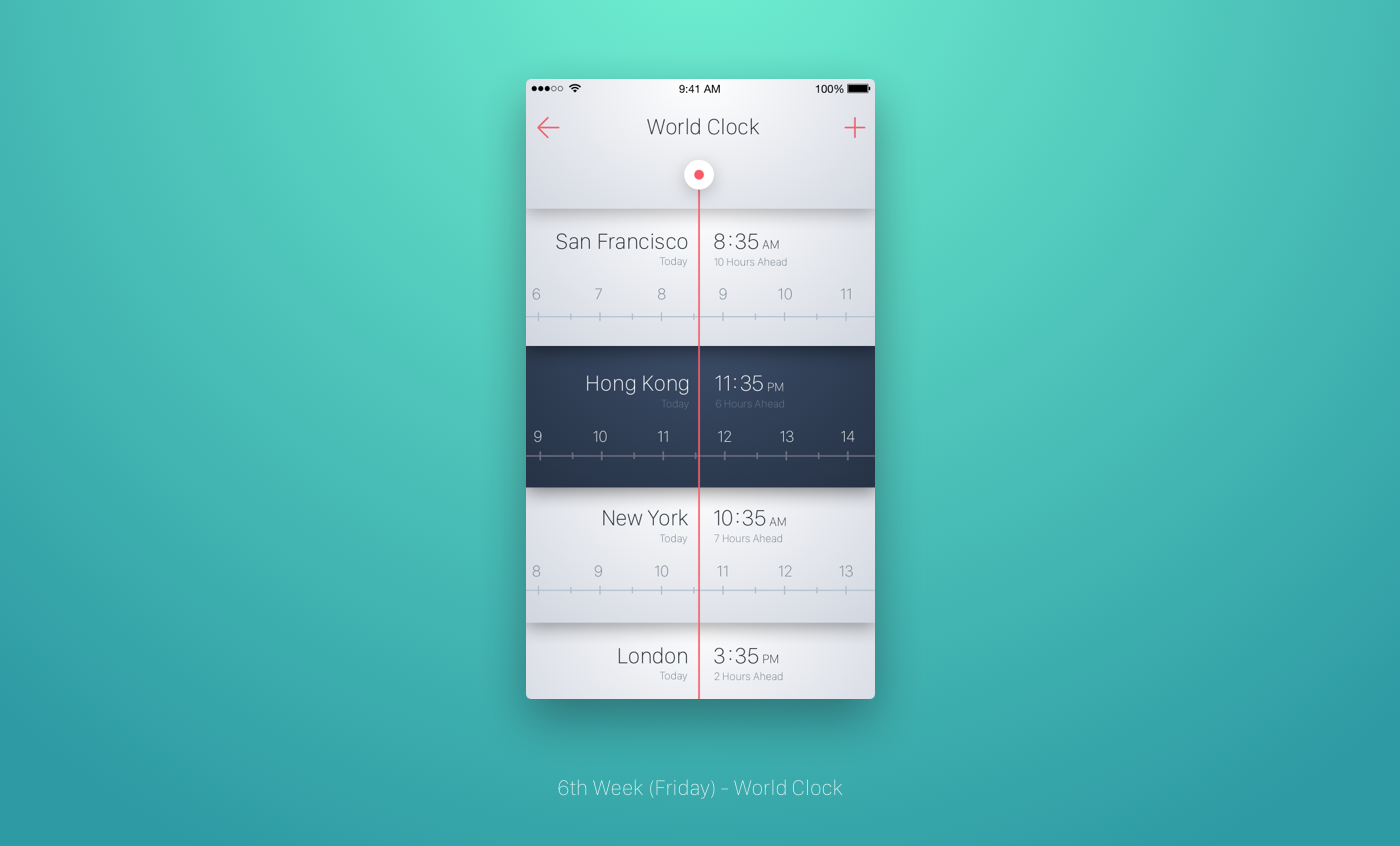 9:41 AM 100%
World Clock
San Francisco 8:35 AM
Today 10 Hours Ahead
6 7 8 9 10 11
Hong Kong 11:35 PM
Today 6 Hours Ahead
9 10 11 12 13 14
New York 10:35 AM
Today 7 Hours Ahead
8 9 10 11 12 13
London 3:35 PM
Today 2 Hours Ahead
6th Week (Friday) - World Clock